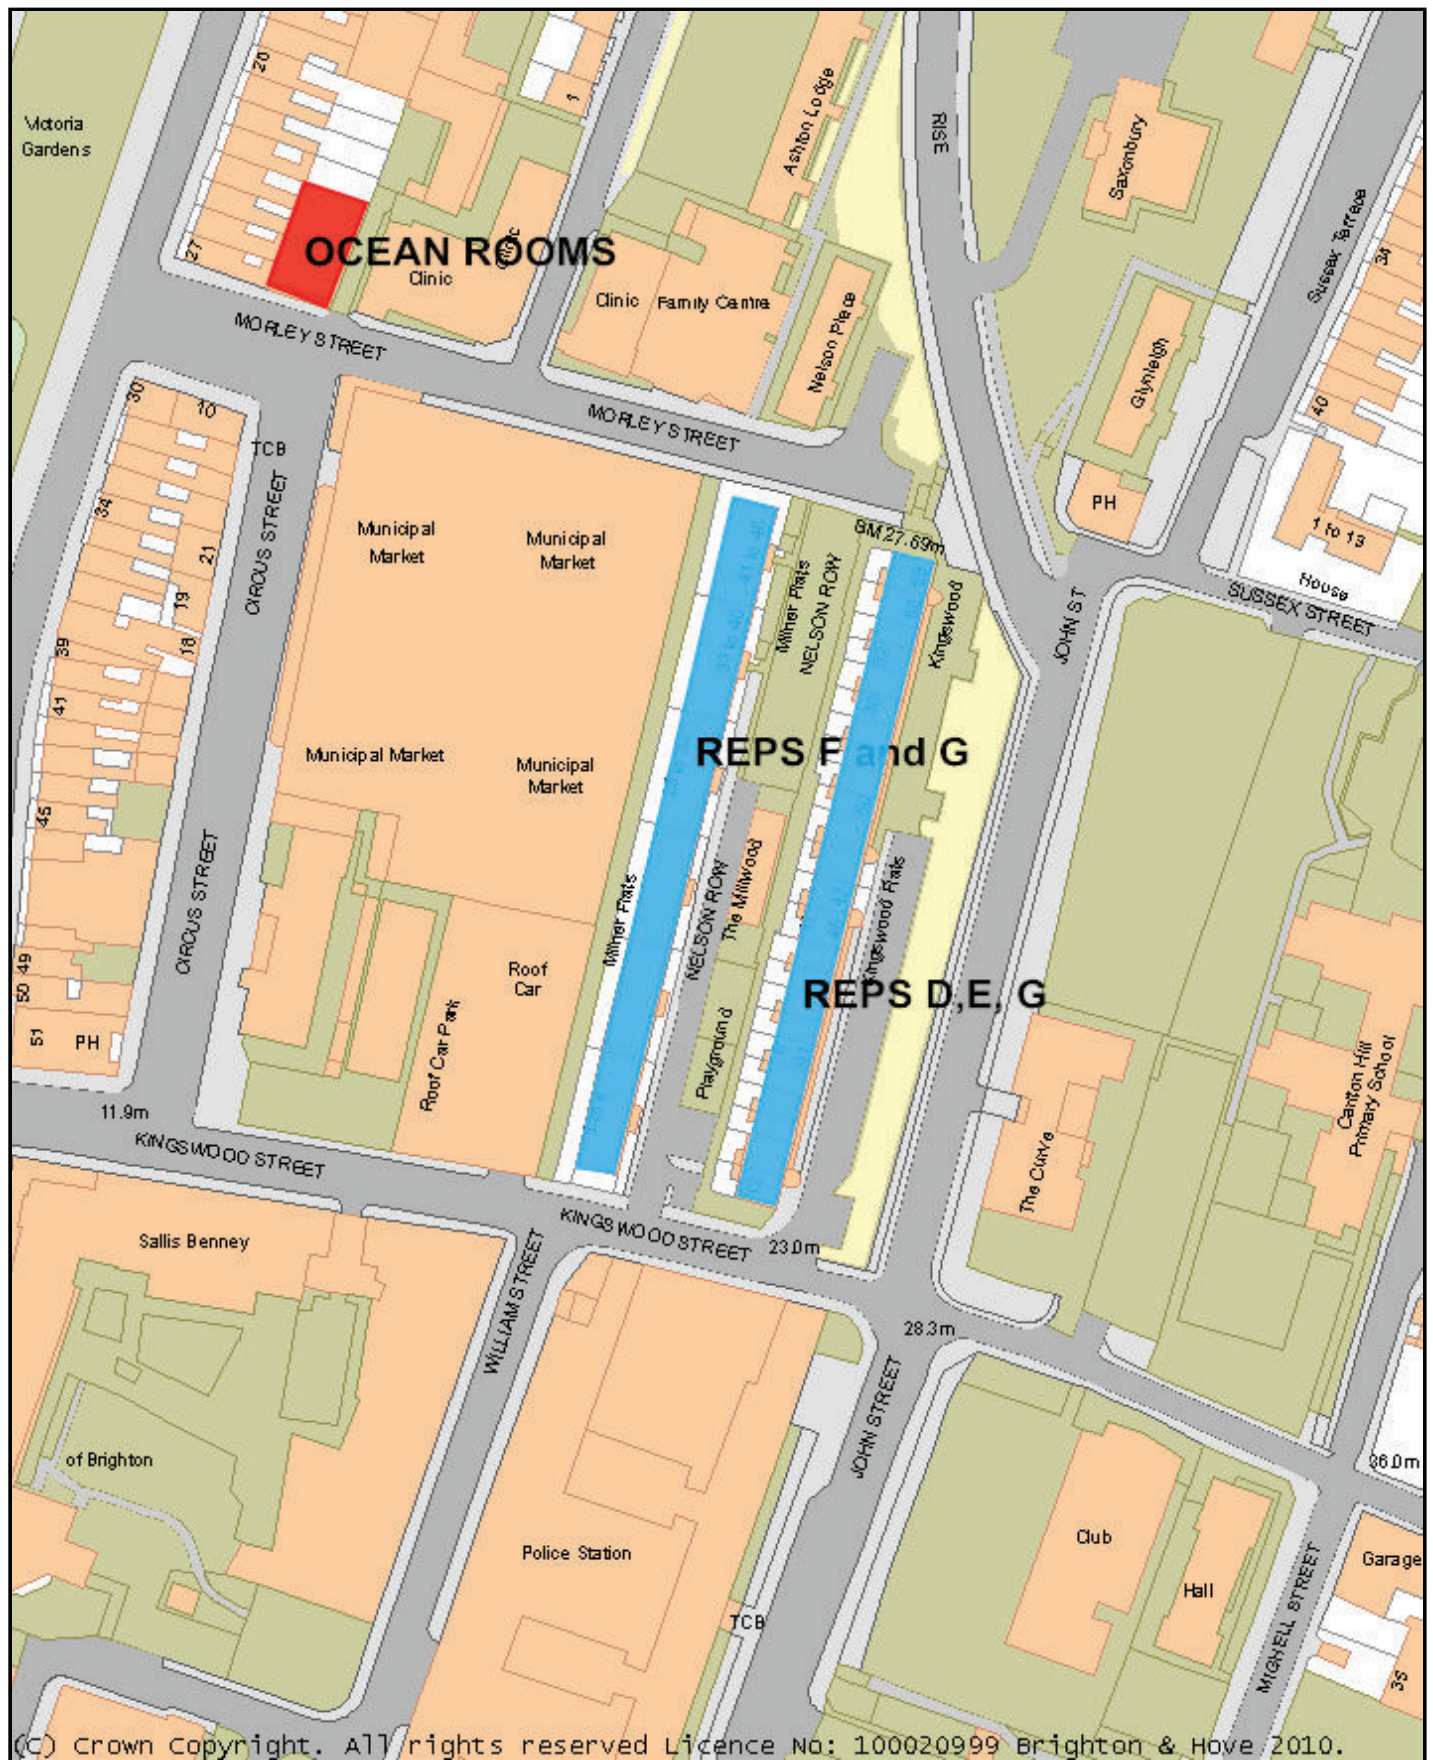 20
1
Victoria
Gardens
Ashton Lodge
RISE
Saxonbury
Sussex Terrace
34
27
OCEAN ROOMS
Clinic
Clinic
Family Centre
Nelson Place
Glynleigh
40
MORLEY STREET
MORLEY STREET
30
10
TCB
34
CIRCUS STREET
21
19
18
39
41
45
Municipal
Market
Municipal
Market
Municipal Market
Municipal
Market
PH
1 to 13
House
SUSSEX STREET
BM 27.69m
Milner Flats
NELSON ROW
Kingswood
JOHN ST
REPS F and G
CIRCUS STREET
Milner Flats
NELSON ROW
The Millwood
Kingswood Flats
REPS D,E, G
49
50
51
PH
Roof
Car
Roof Car Park
Playground
The Curve
Carlton Hill
Primary School
11.9m
KINGSWOOD STREET
KINGSWOOD STREET
23.0m
Sallis Benney
WILLIAM STREET
28.3m
JOHN STREET
of Brighton
36.0m
Police Station
Club
Hall
Garage
TCB
MIGHELL STREET
35
(C) Crown Copyright. All rights reserved Licence No: 100020999 Brighton & Hove 2010.